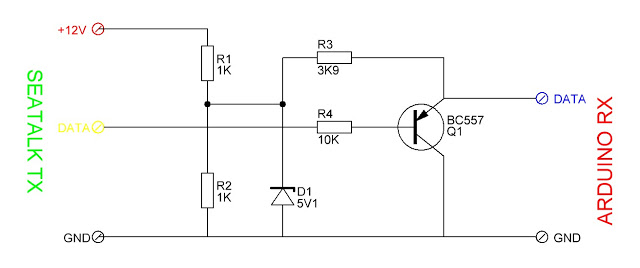 SEATALK TX
+12V
R1
1K
R3
3K9
DATA
R4
10K
BC557
Q1
DATA
R2
1K
D1
5V1
GND
GND
ARDUINO RX